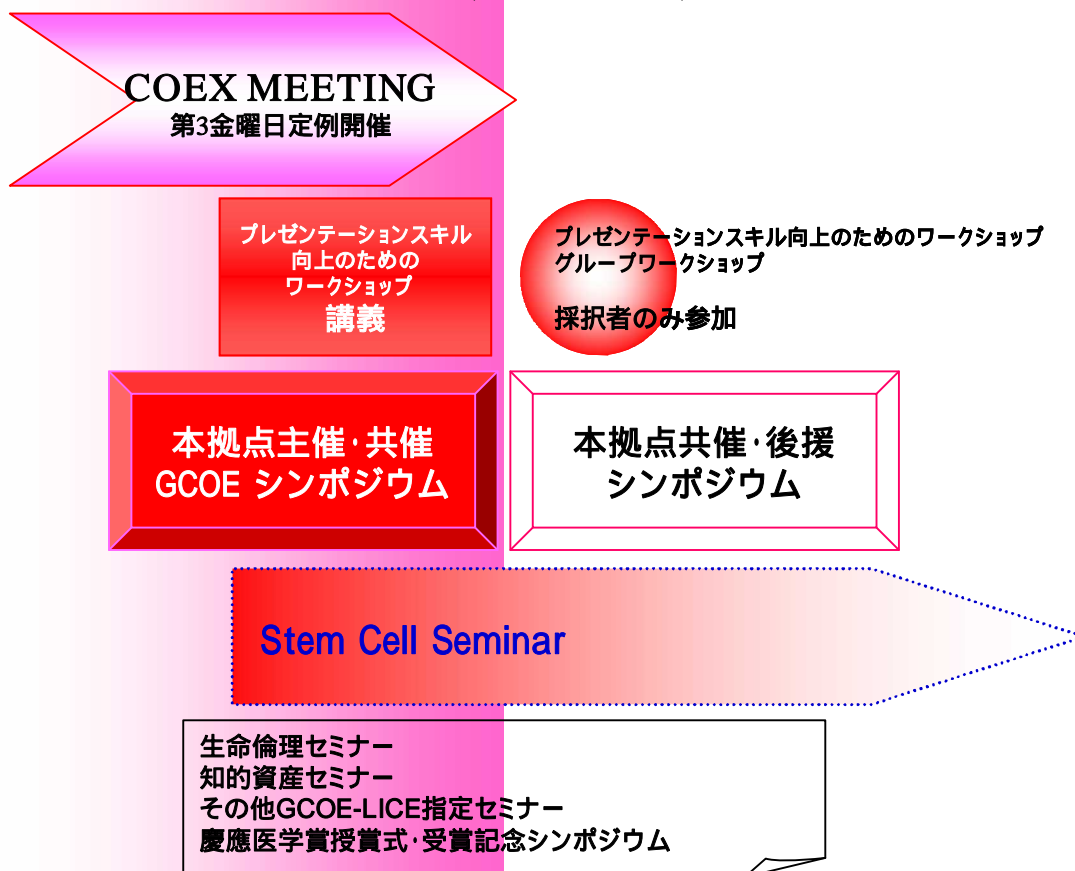 COEX MEETING
第3金曜日定例開催
プレゼンテーションスキル
向上のための
ワークショップ
講義
プレゼンテーションスキル向上のためのワークショップ
グループワークショップ
採択者のみ参加
本拠点主催･共催
GCOE シンポジウム
本拠点共催･後援
シンポジウム
Stem Cell Seminar
生命倫理セミナー
知的資産セミナー
その他GCOE-LICE指定セミナー
慶應医学賞授賞式･受賞記念シンポジウム